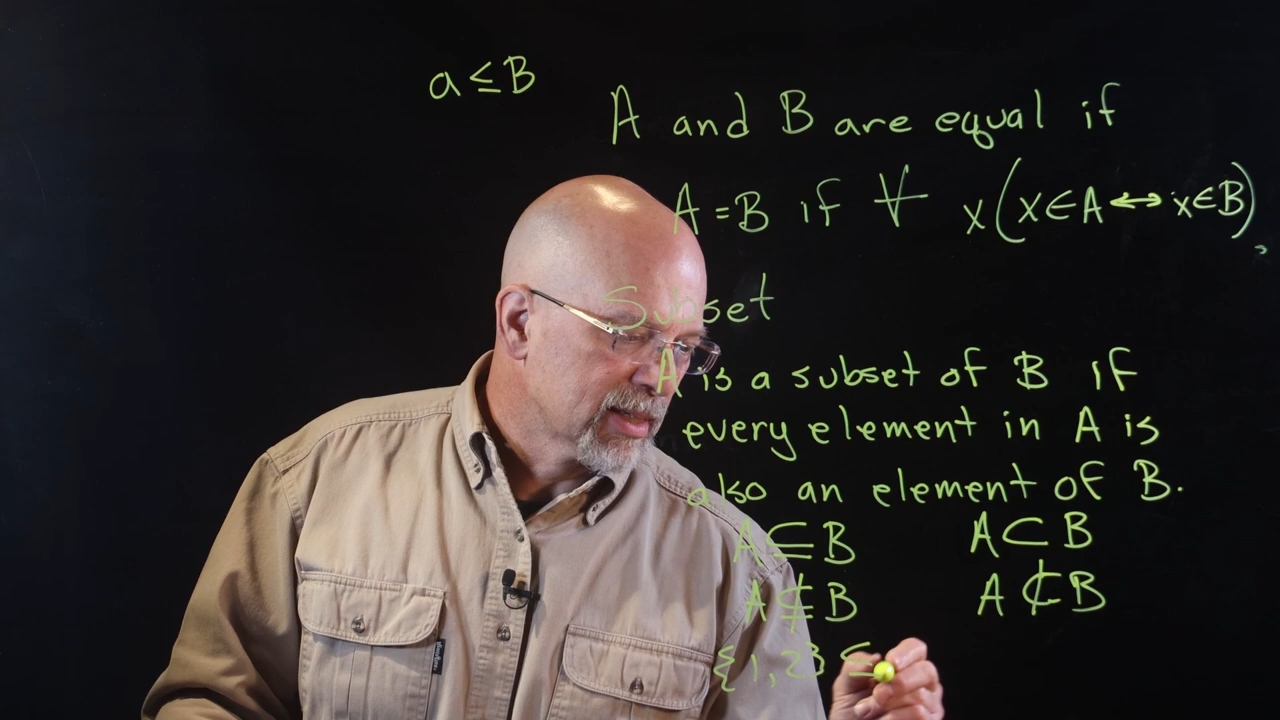 a ≤ B
A and B are equal if
A = B if ∀ x(x∈A ↔ x∈B),
Subset
A is a subset of B if
every element in A is
also an element of B.
A ⊆ B A ⊂ B
A ⊈ B A ⊄ B
{1,2} ⊆